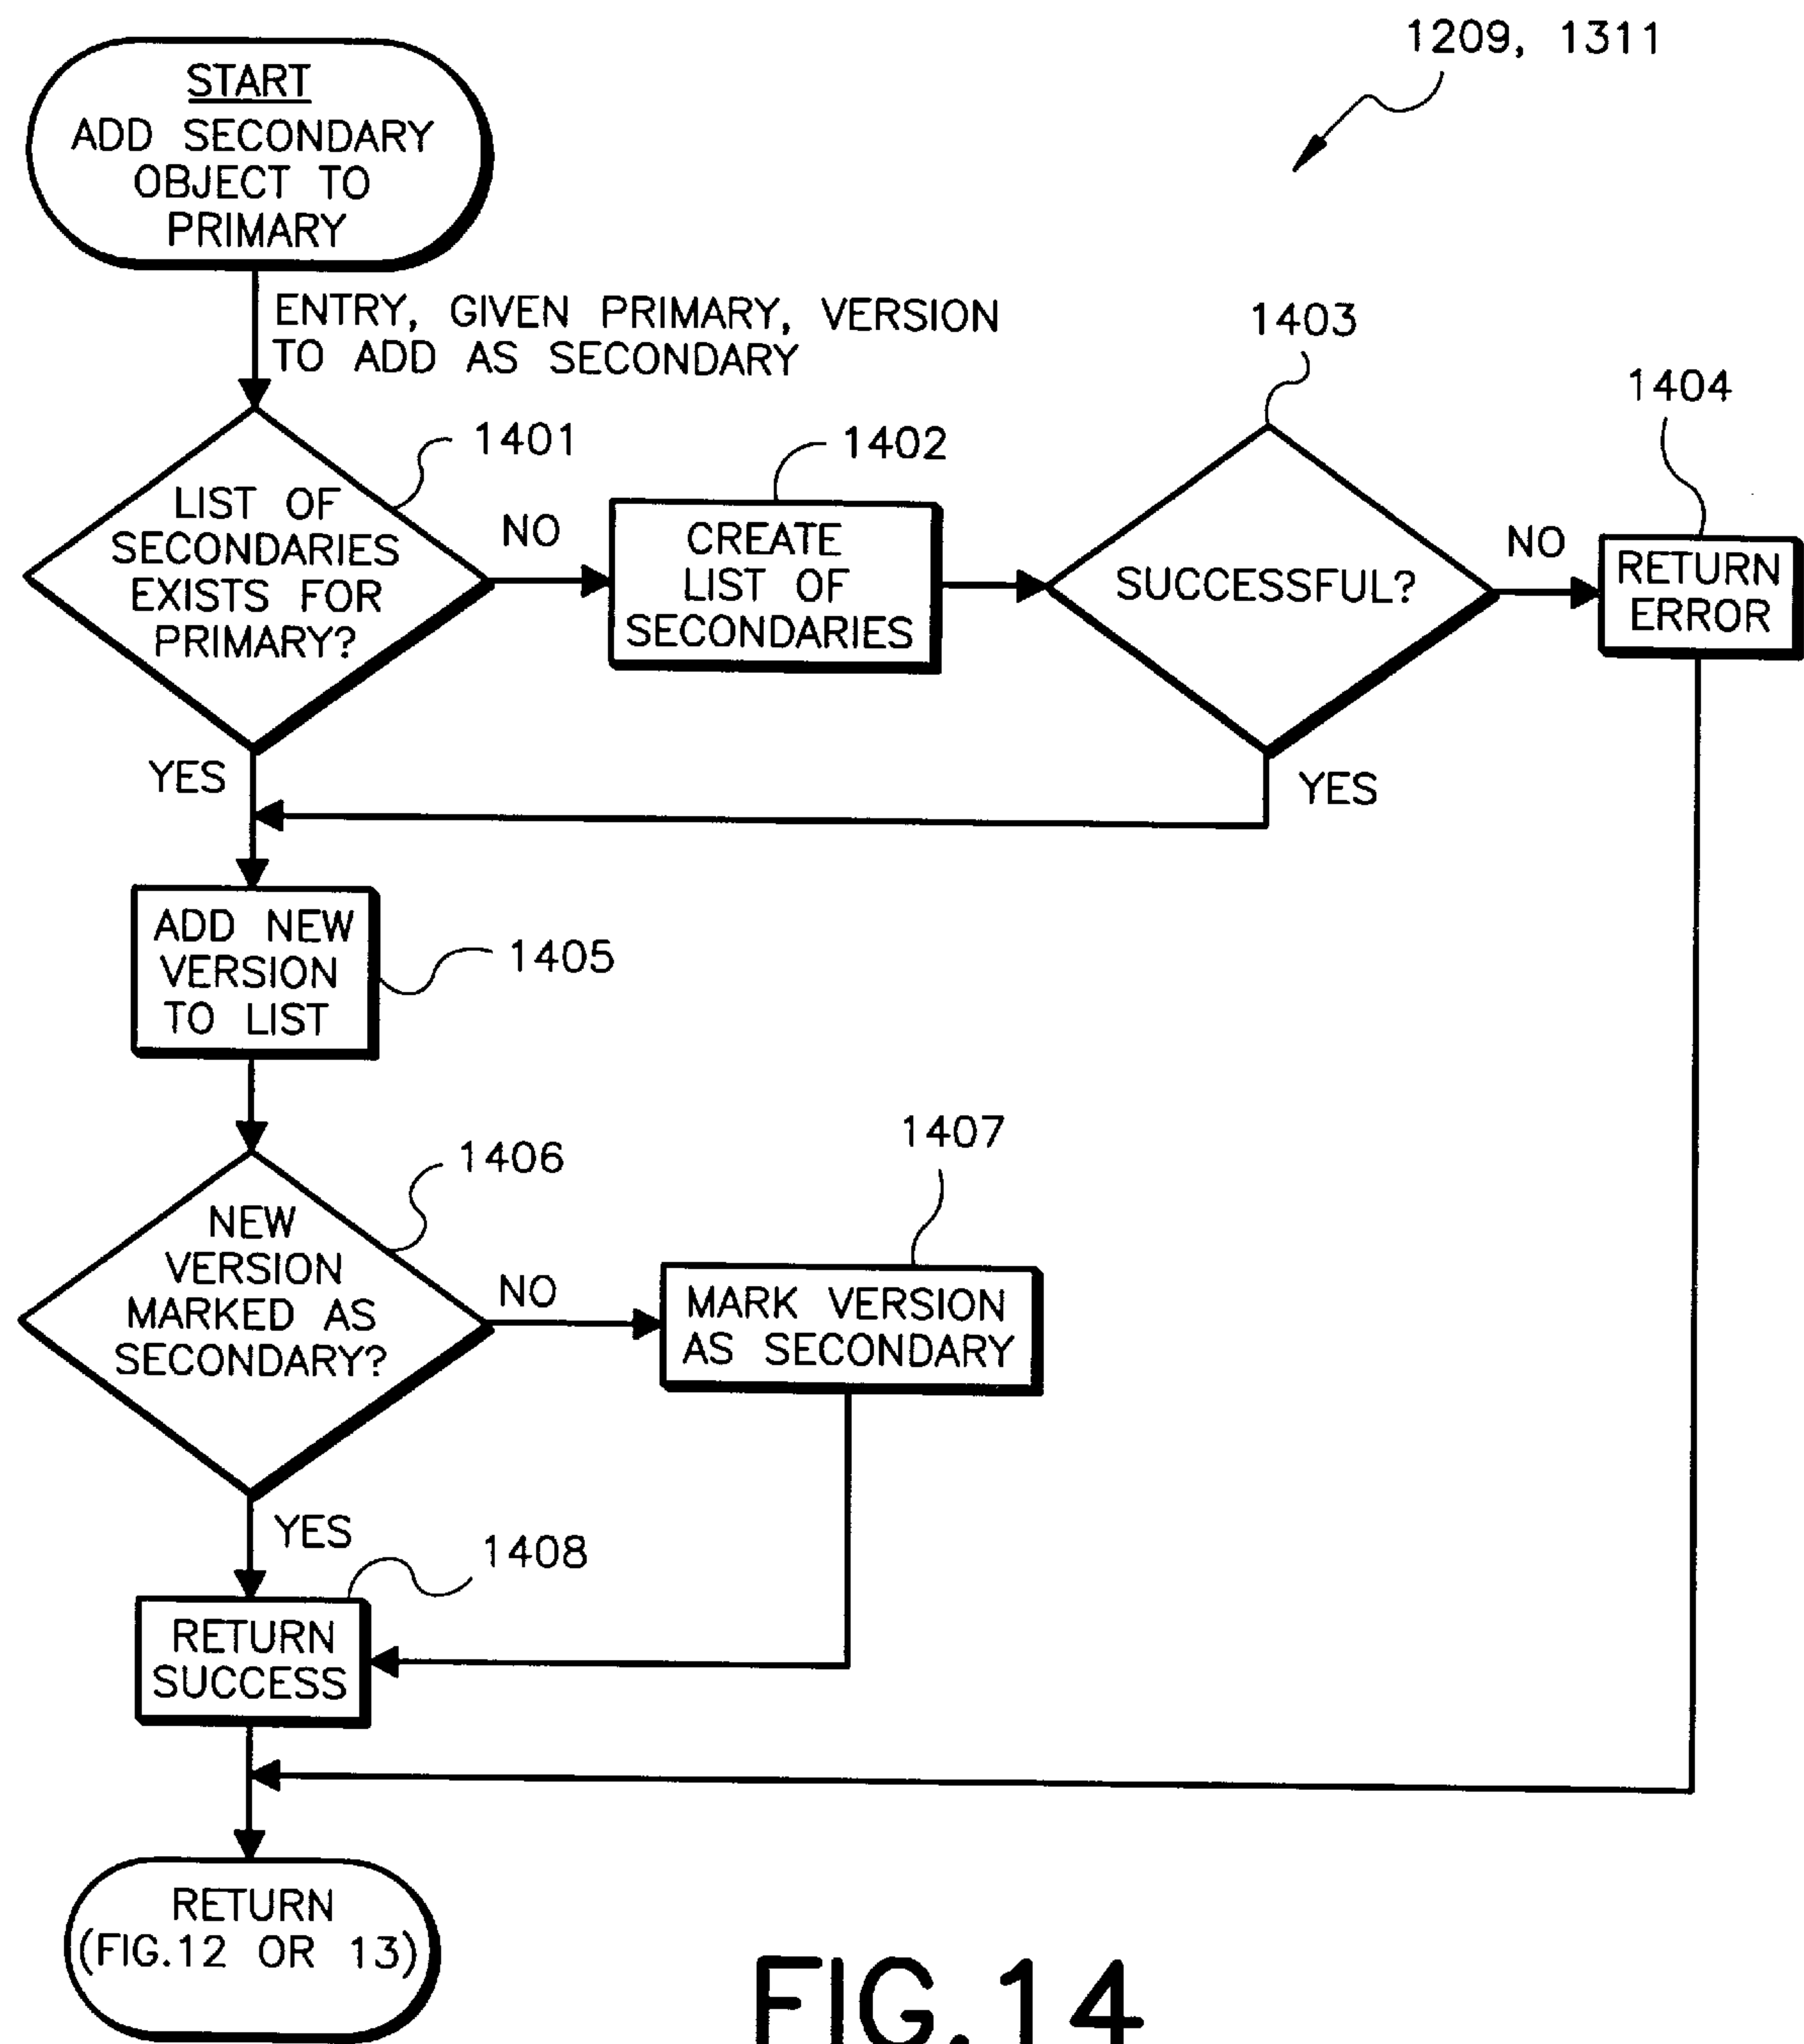 1209, 1311
START
ADD SECONDARY
OBJECT TO
PRIMARY
ENTRY, GIVEN PRIMARY, VERSION
TO ADD AS SECONDARY
1401
LIST OF
SECONDARIES
EXISTS FOR
PRIMARY?
NO
1402
CREATE
LIST OF
SECONDARIES
1403
SUCCESSFUL?
NO
1404
RETURN
ERROR
YES
YES
ADD NEW
VERSION
TO LIST
1405
1406
NEW
VERSION
MARKED AS
SECONDARY?
NO
1407
MARK VERSION
AS SECONDARY
YES
1408
RETURN
SUCCESS
RETURN
(FIG.12 OR 13)
FIG.14